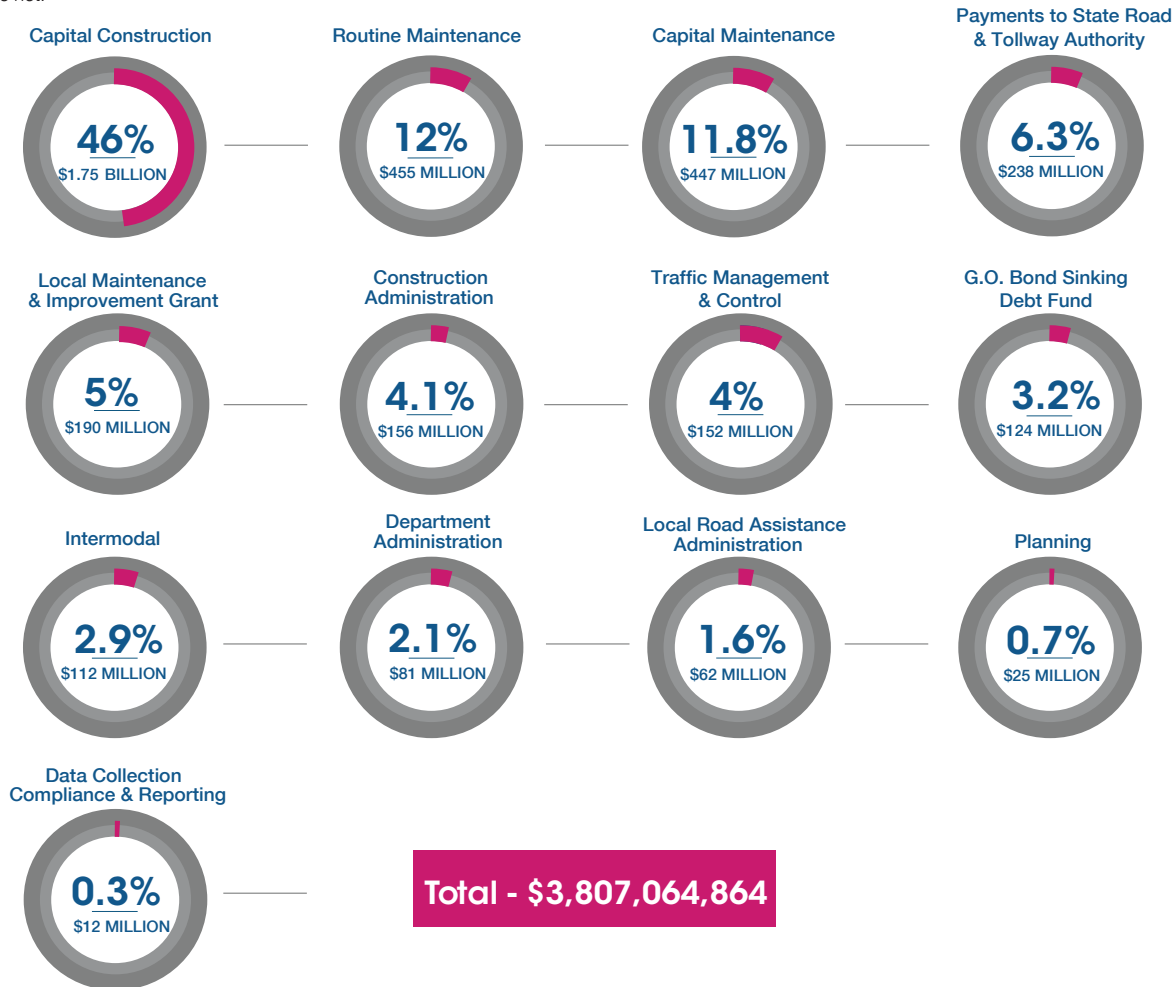 Capital Construction
46%
$1.75 BILLION
Routine Maintenance
12%
$455 MILLION
Capital Maintenance
11.8%
$447 MILLION
Payments to State Road
& Tollway Authority
6.3%
$238 MILLION
Local Maintenance
& Improvement Grant
5%
$190 MILLION
Construction
Administration
4.1%
$156 MILLION
Traffic Management
& Control
4%
$152 MILLION
G.O. Bond Sinking
Debt Fund
3.2%
$124 MILLION
Intermodal
2.9%
$112 MILLION
Department
Administration
2.1%
$81 MILLION
Local Road Assistance
Administration
1.6%
$62 MILLION
Planning
0.7%
$25 MILLION
Data Collection
Compliance & Reporting
0.3%
$12 MILLION
Total - $3,807,064,864